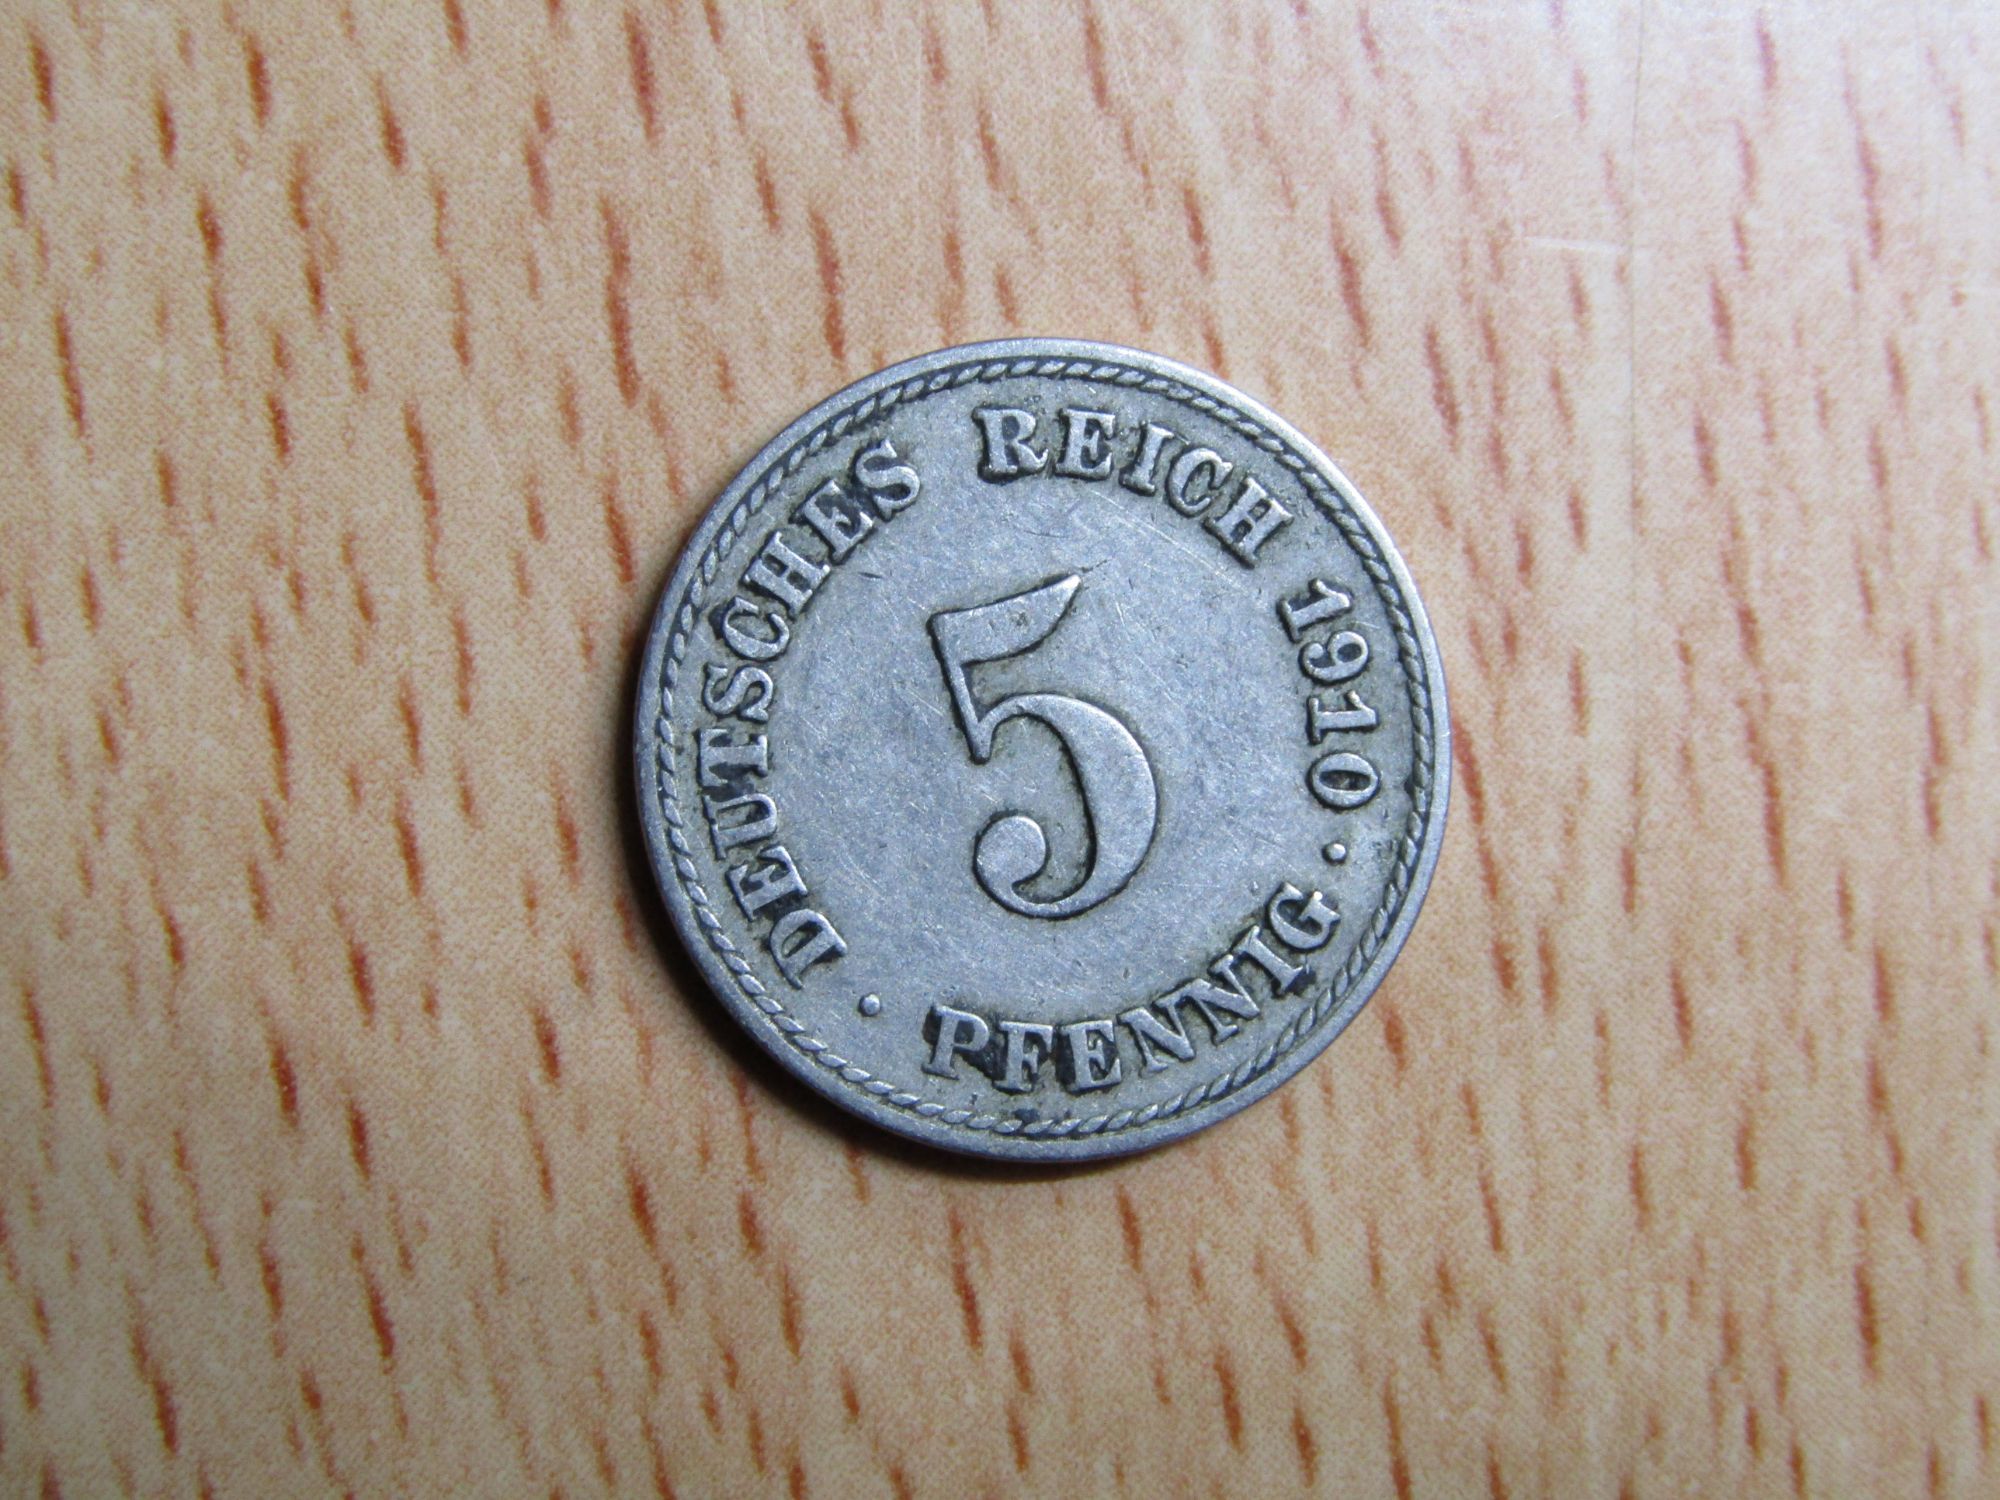 DEUTSCHES REICH 1910
5
PFENNIG